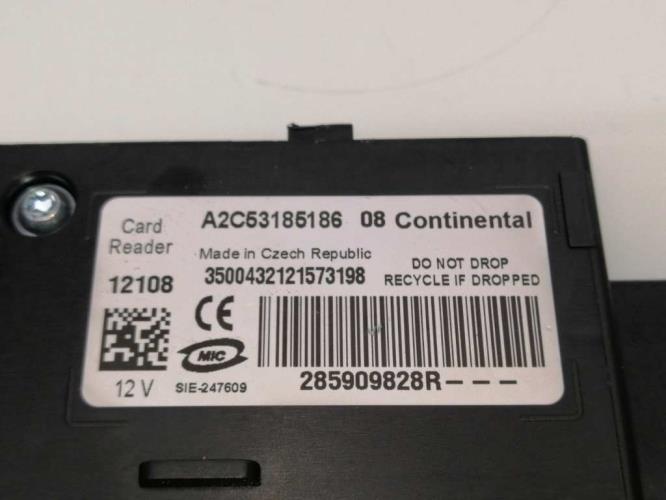 Card Reader
A2C53185186 08 Continental
Made in Czech Republic
12108
3500432121573198
DO NOT DROP
RECYCLE IF DROPPED
CE
MIC
12 V
SIE-247609
285909828R---